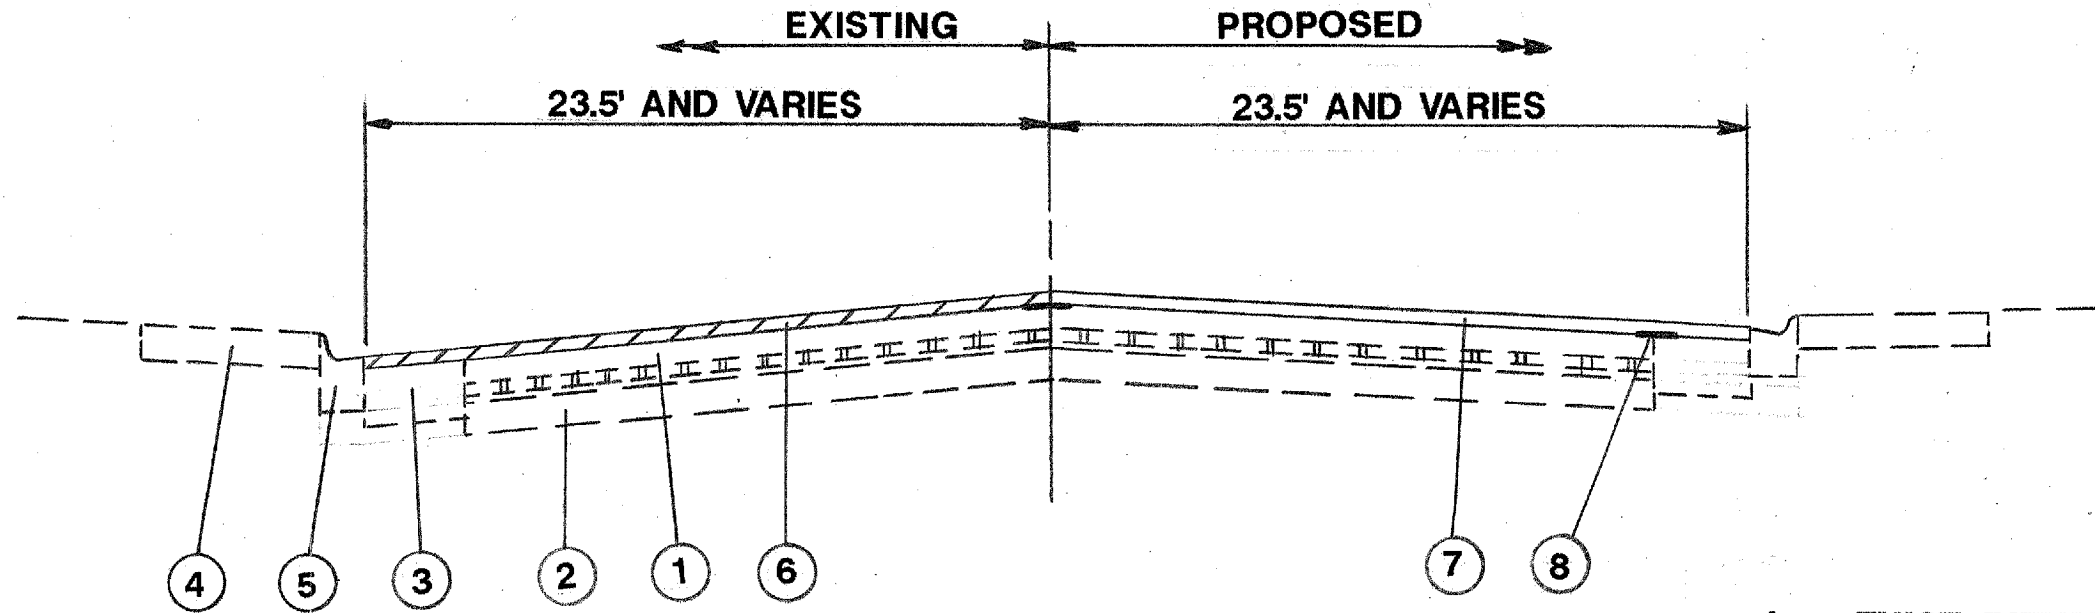 EXISTING PROPOSED
23.5' AND VARIES 23.5' AND VARIES
4 5 3 2 1 6 7 8